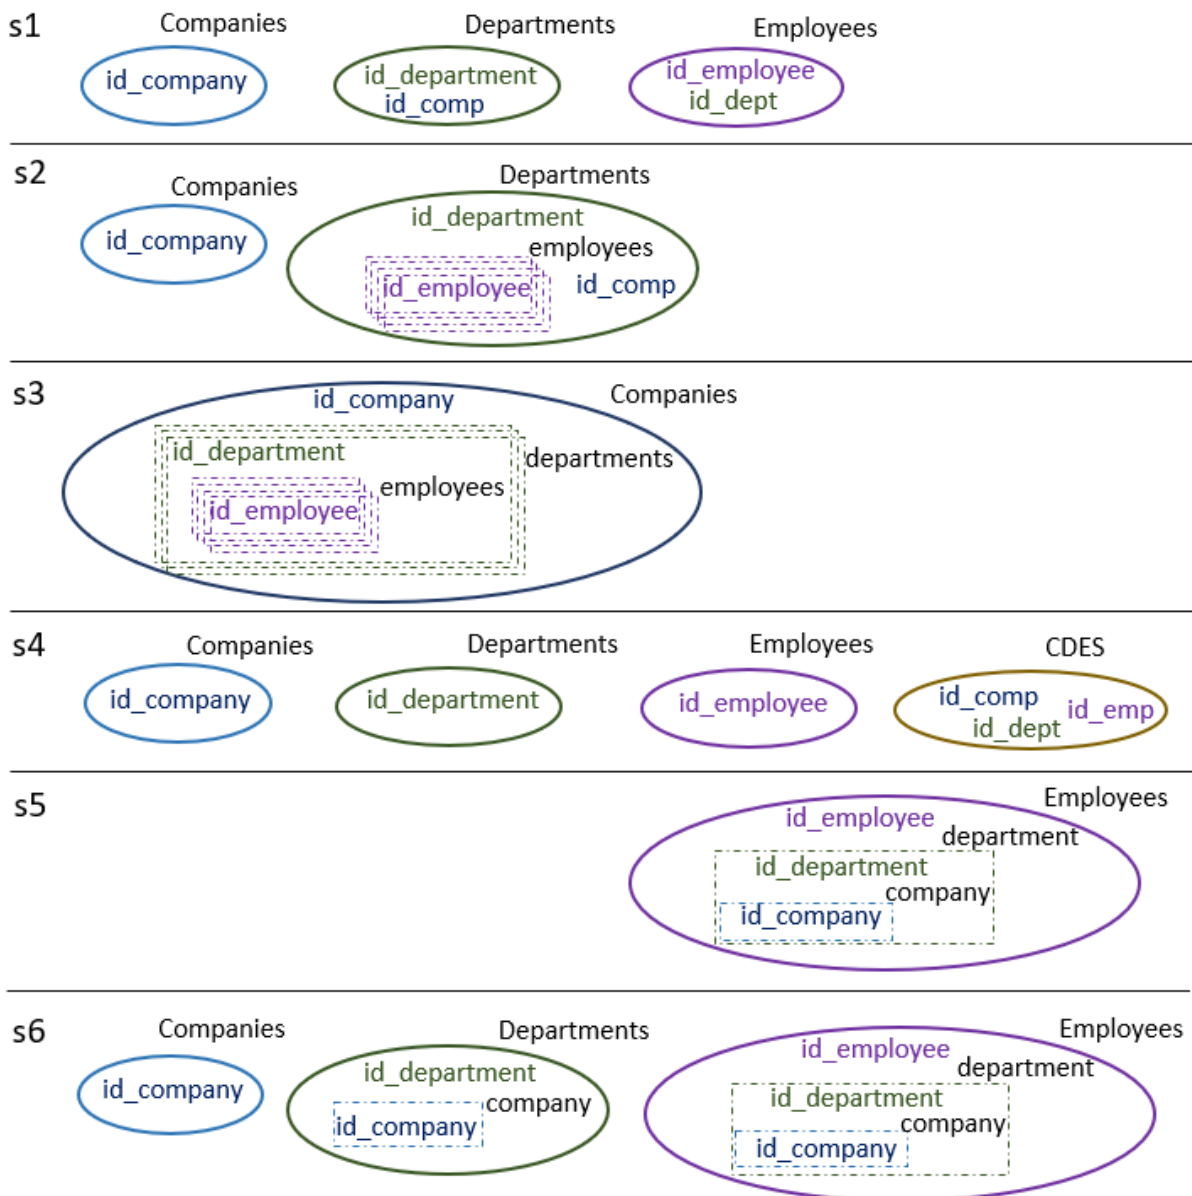 s1 Companies Departments Employees
id_company id_department id_employee
id_comp id_dept
s2 Companies Departments
id_company id_department
employees
id_employee id_comp
s3 id_company Companies
id_department departments
employees
id_employee
s4 Companies Departments Employees CDES
id_company id_department id_employee id_comp id_emp
id_dept
s5 Employees
id_employee
department
id_department
company
id_company
s6 Companies Departments Employees
id_employee
department
id_company id_department company
id_company
id_department
company
id_company